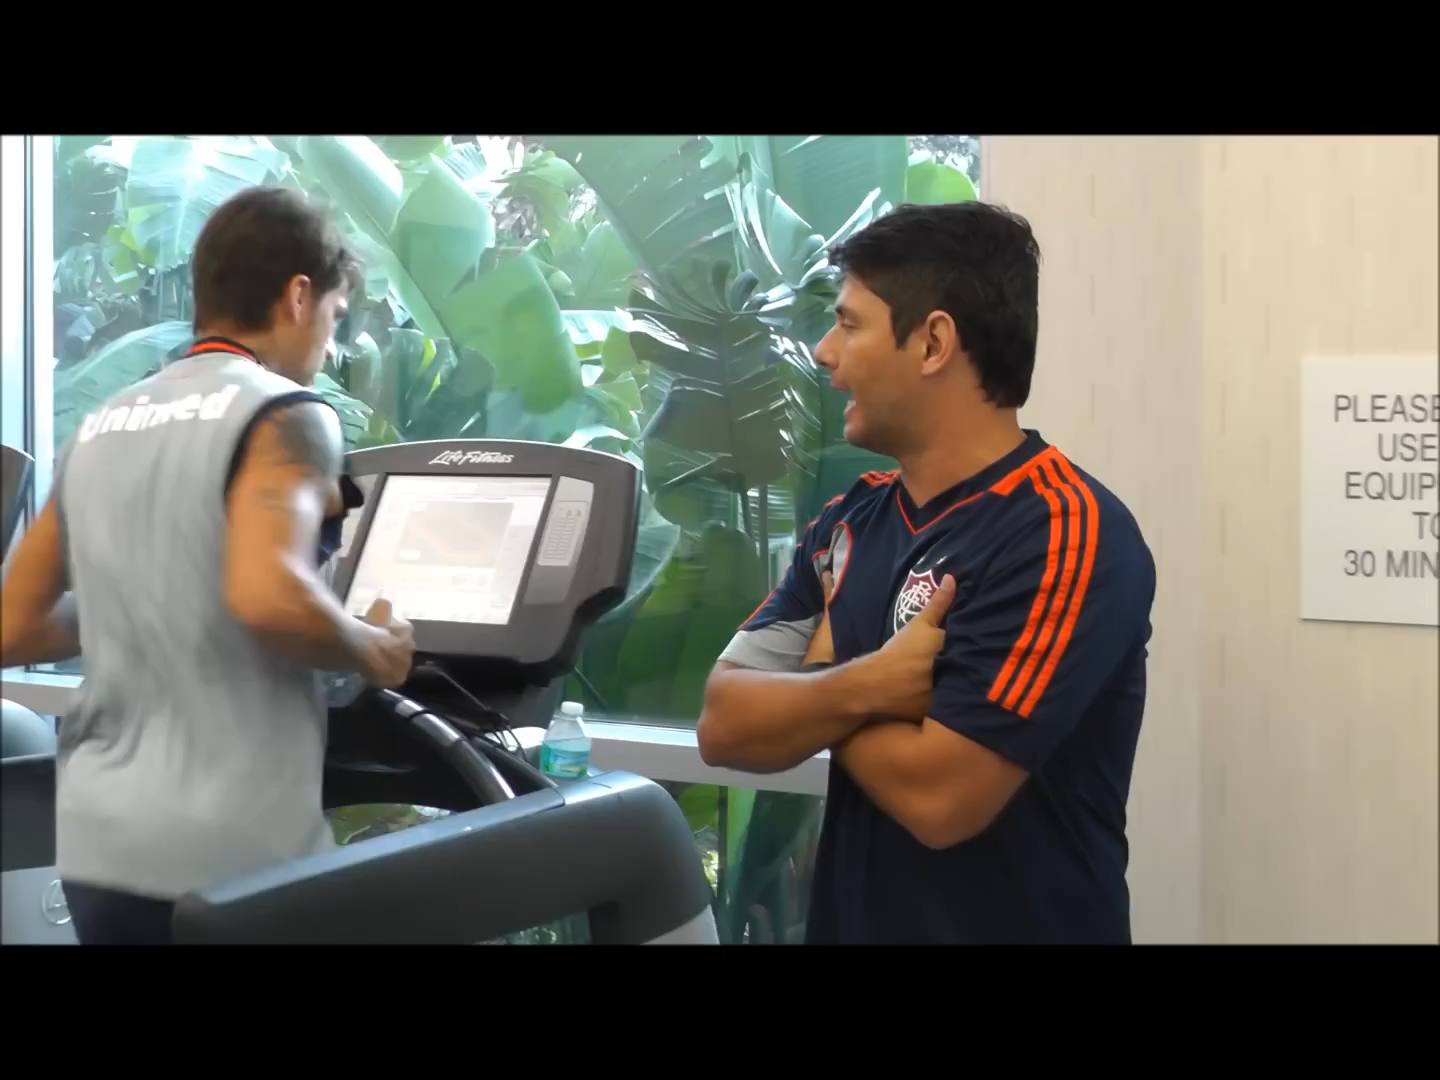 Unimed
Life Fitness
PLEASE
USE
EQUIP
TO
30 MIN